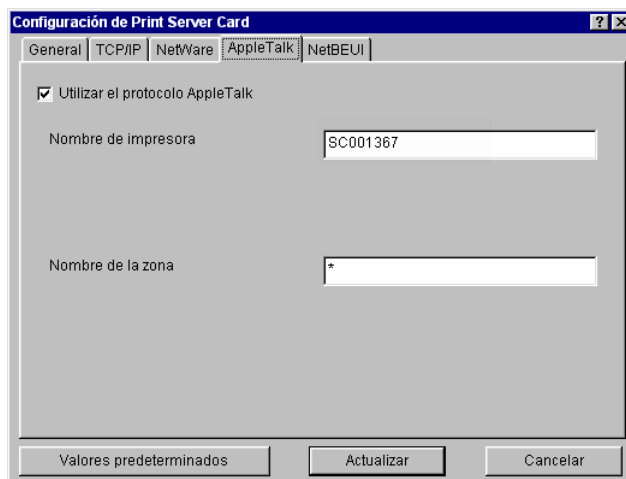 Configuración de Print Server Card
General TCP/IP NetWare AppleTalk NetBEUI
Utilizar el protocolo AppleTalk
Nombre de impresora SC001367
Nombre de la zona *
Valores predeterminados Actualizar Cancelar